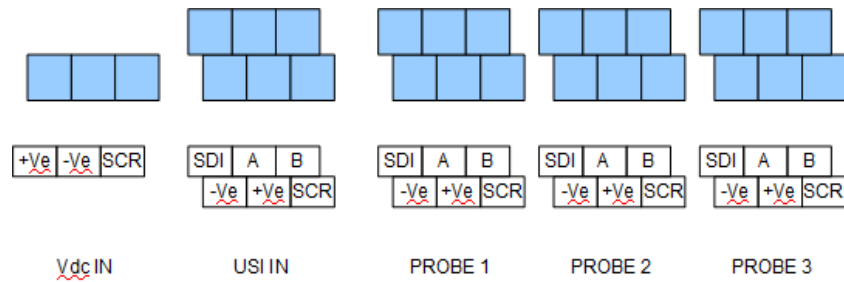 +Ve -Ve SCR SDI A B SDI A B SDI A B SDI A B
-Ve +Ve SCR -Ve +Ve SCR -Ve +Ve SCR -Ve +Ve SCR
Vdc IN USI IN PROBE 1 PROBE 2 PROBE 3